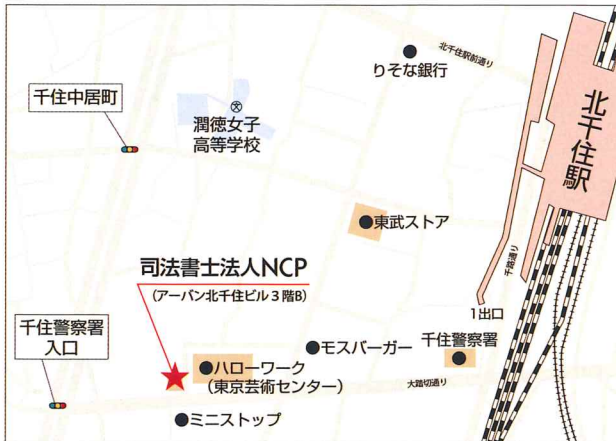 北千住駅前通り
りそな銀行
北千住駅
千住中居町
潤徳女子
高等学校
東武ストア
千路通り
司法書士法人NCP
(アーバン北千住ビル3階B)
1出口
千住警察署
入口
モスバーガー
千住警察署
ハローワーク
(東京芸術センター)
大踏切通り
ミニストップ